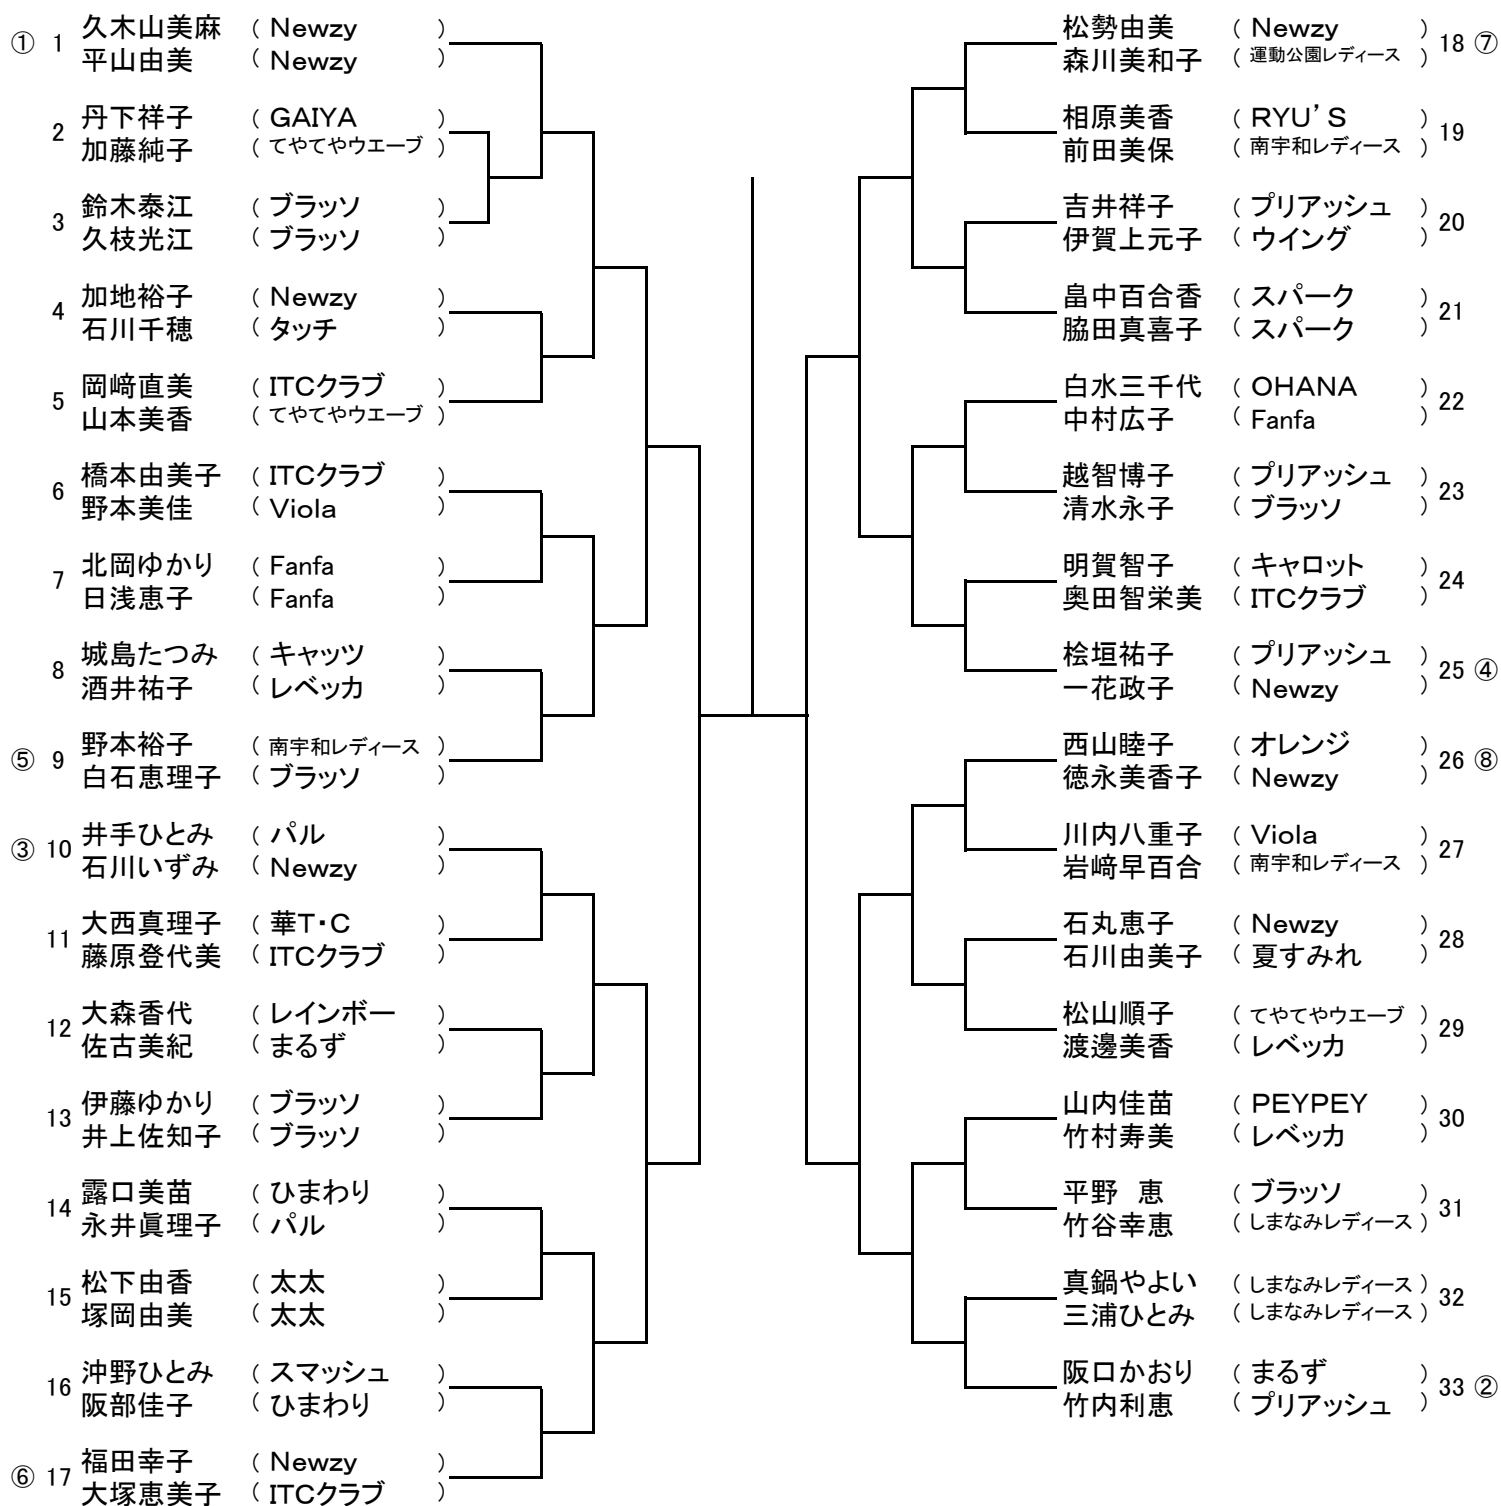 ① 1 久木山美麻 ( Newzy )
平山由美 ( Newzy )
2 丹下祥子 ( GAIYA )
加藤純子 ( てやてやウエーブ )
3 鈴木泰江 ( ブラッソ )
久枝光江 ( ブラッソ )
4 加地裕子 ( Newzy )
石川千穂 ( タッチ )
5 岡﨑直美 ( ITCクラブ )
山本美香 ( てやてやウエーブ )
6 橋本由美子 ( ITCクラブ )
野本美佳 ( Viola )
7 北岡ゆかり ( Fanfa )
日浅恵子 ( Fanfa )
8 城島たつみ ( キャッツ )
酒井祐子 ( レベッカ )
⑤ 9 野本裕子 ( 南宇和レディース )
白石恵理子 ( ブラッソ )
③ 10 井手ひとみ ( パル )
石川いずみ ( Newzy )
11 大西真理子 ( 華T・C )
藤原登代美 ( ITCクラブ )
12 大森香代 ( レインボー )
佐古美紀 ( まるず )
13 伊藤ゆかり ( ブラッソ )
井上佐知子 ( ブラッソ )
14 露口美苗 ( ひまわり )
永井眞理子 ( パル )
15 松下由香 ( 太太 )
塚岡由美 ( 太太 )
16 沖野ひとみ ( スマッシュ )
阪部佳子 ( ひまわり )
⑥ 17 福田幸子 ( Newzy )
大塚恵美子 ( ITCクラブ )
松勢由美 ( Newzy ) 18 ⑦
森川美和子 ( 運動公園レディース )
相原美香 ( RYU'S ) 19
前田美保 ( 南宇和レディース )
吉井祥子 ( プリアッシュ ) 20
伊賀上元子 ( ウイング )
畠中百合香 ( スパーク ) 21
脇田真喜子 ( スパーク )
白水三千代 ( OHANA ) 22
中村広子 ( Fanfa )
越智博子 ( プリアッシュ ) 23
清水永子 ( ブラッソ )
明賀智子 ( キャロット ) 24
奥田智栄美 ( ITCクラブ )
桧垣祐子 ( プリアッシュ ) 25 ④
一花政子 ( Newzy )
西山睦子 ( オレンジ ) 26 ⑧
徳永美香子 ( Newzy )
川内八重子 ( Viola ) 27
岩﨑早百合 ( 南宇和レディース )
石丸恵子 ( Newzy ) 28
石川由美子 ( 夏すみれ )
松山順子 ( てやてやウエーブ ) 29
渡邊美香 ( レベッカ )
山内佳苗 ( PEYPEY ) 30
竹村寿美 ( レベッカ )
平野 恵 ( ブラッソ ) 31
竹谷幸恵 ( しまなみレディース )
真鍋やよい ( しまなみレディース ) 32
三浦ひとみ ( しまなみレディース )
阪口かおり ( まるず ) 33 ②
竹内利恵 ( プリアッシュ )